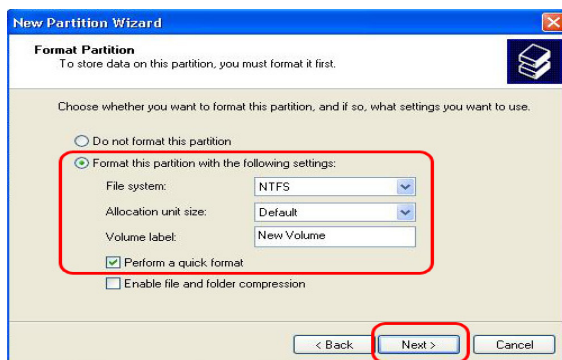 New Partition Wizard
Format Partition
To store data on this partition, you must format it first.
Choose whether you want to format this partition, and if so, what settings you want to use.
Do not format this partition
Format this partition with the following settings:
File system: NTFS
Allocation unit size: Default
Volume label: New Volume
Perform a quick format
Enable file and folder compression
< Back Next > Cancel